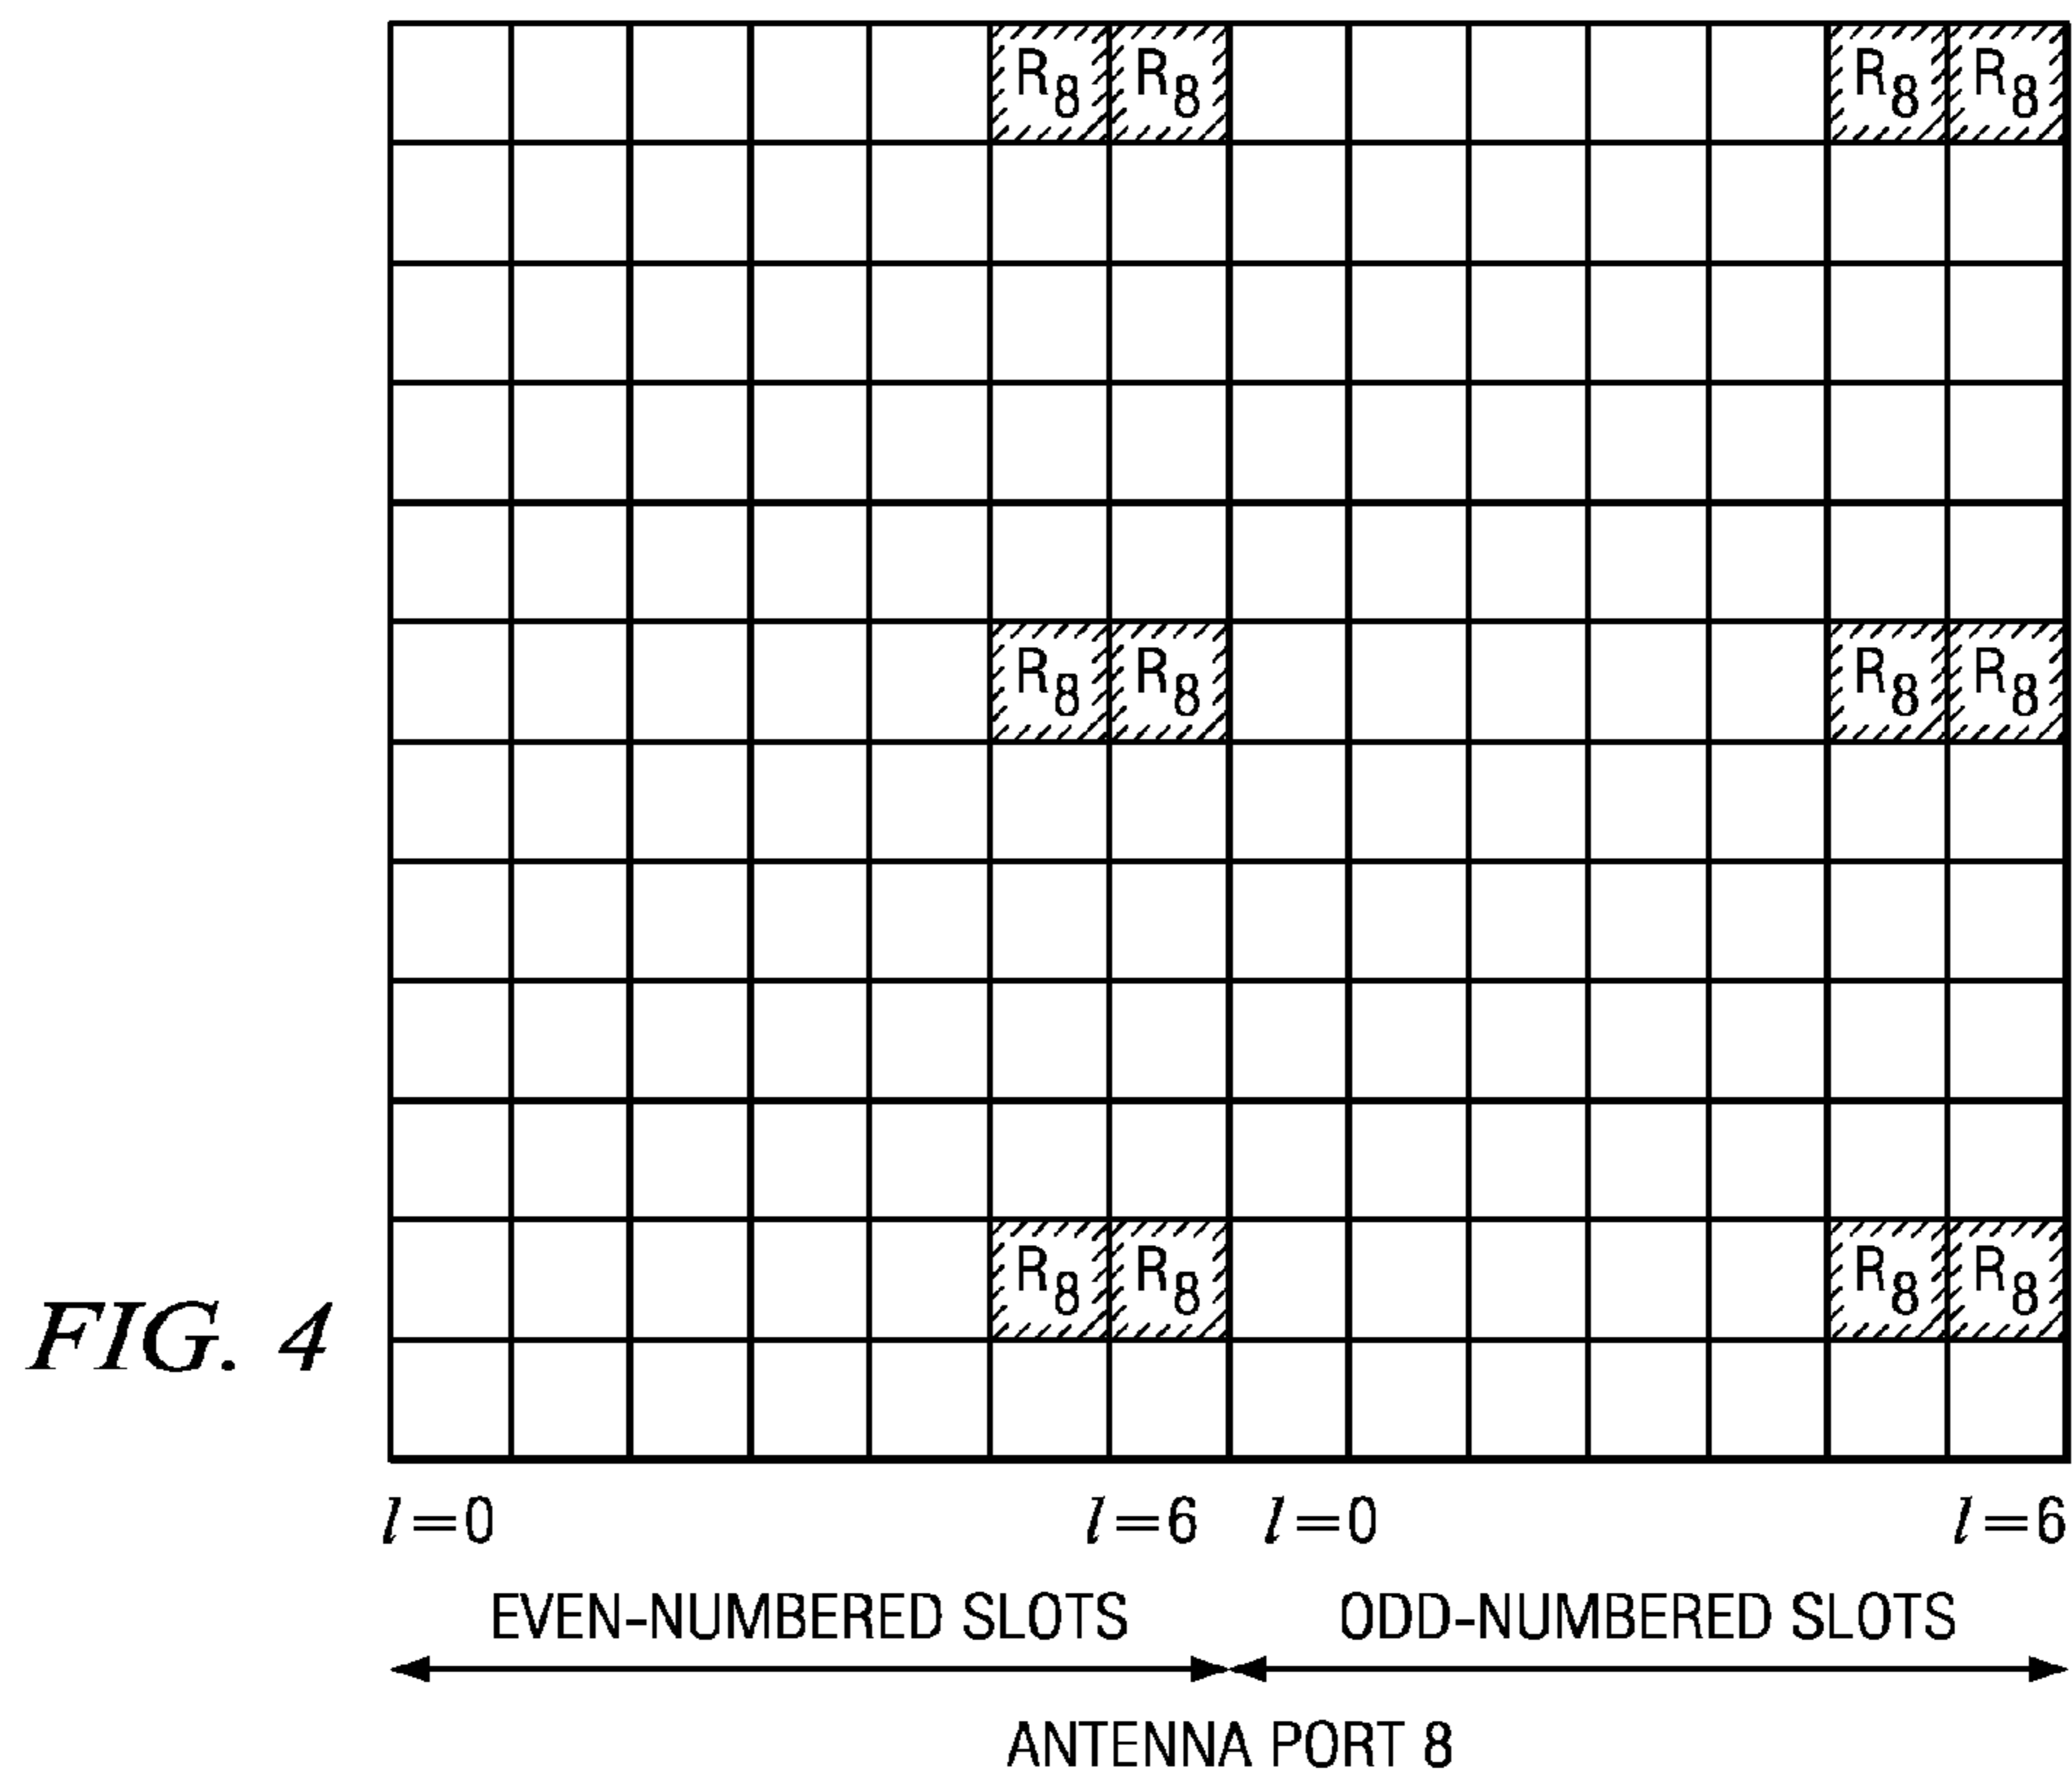 R8 R8 R8 R8
R8 R8 R8 R8
R8 R8 R8 R8
FIG. 4
l=0 l=6 l=0 l=6
EVEN-NUMBERED SLOTS ODD-NUMBERED SLOTS
ANTENNA PORT 8